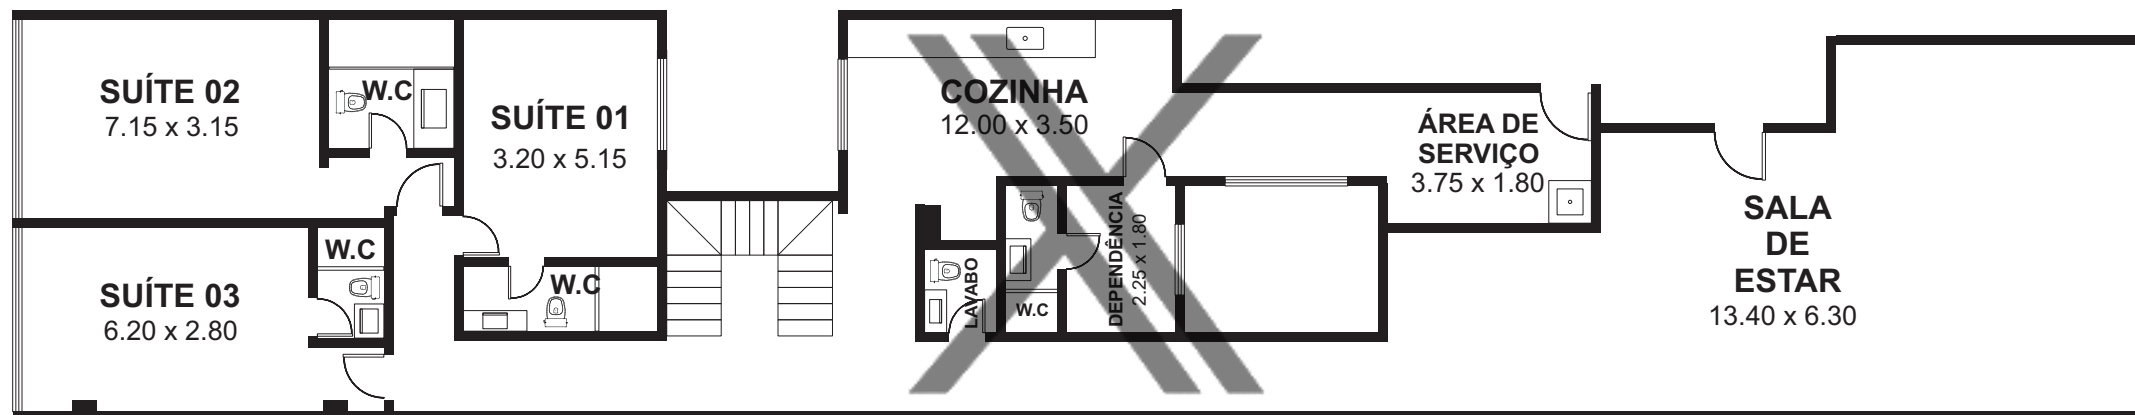 SUÍTE 02
7.15 x 3.15
W.C
SUÍTE 01
3.20 x 5.15
W.C
SUÍTE 03
6.20 x 2.80
W.C
COZINHA
12.00 x 3.50
LAVABO
W.C
DEPENDÊNCIA
2.25 x 1.80
ÁREA DE
SERVIÇO
3.75 x 1.80
SALA
DE
ESTAR
13.40 x 6.30